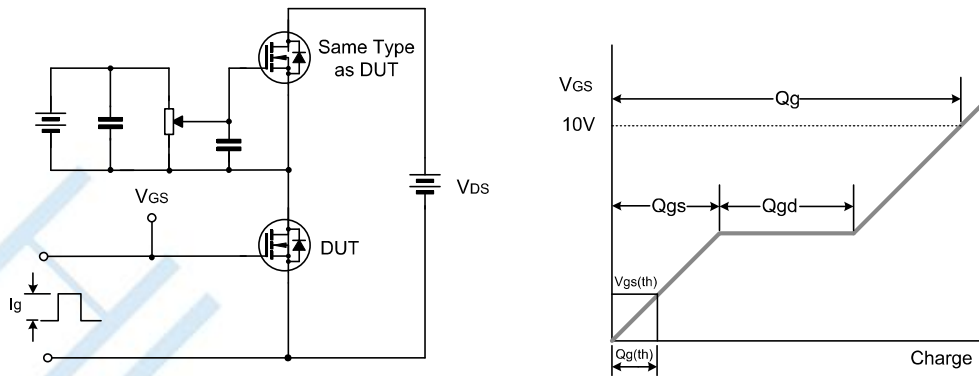 Same Type
as DUT
VGS
VDS
DUT
Ig
VGS
10V
Qg
Qgs
Qgd
Vgs(th)
Qg(th)
Charge